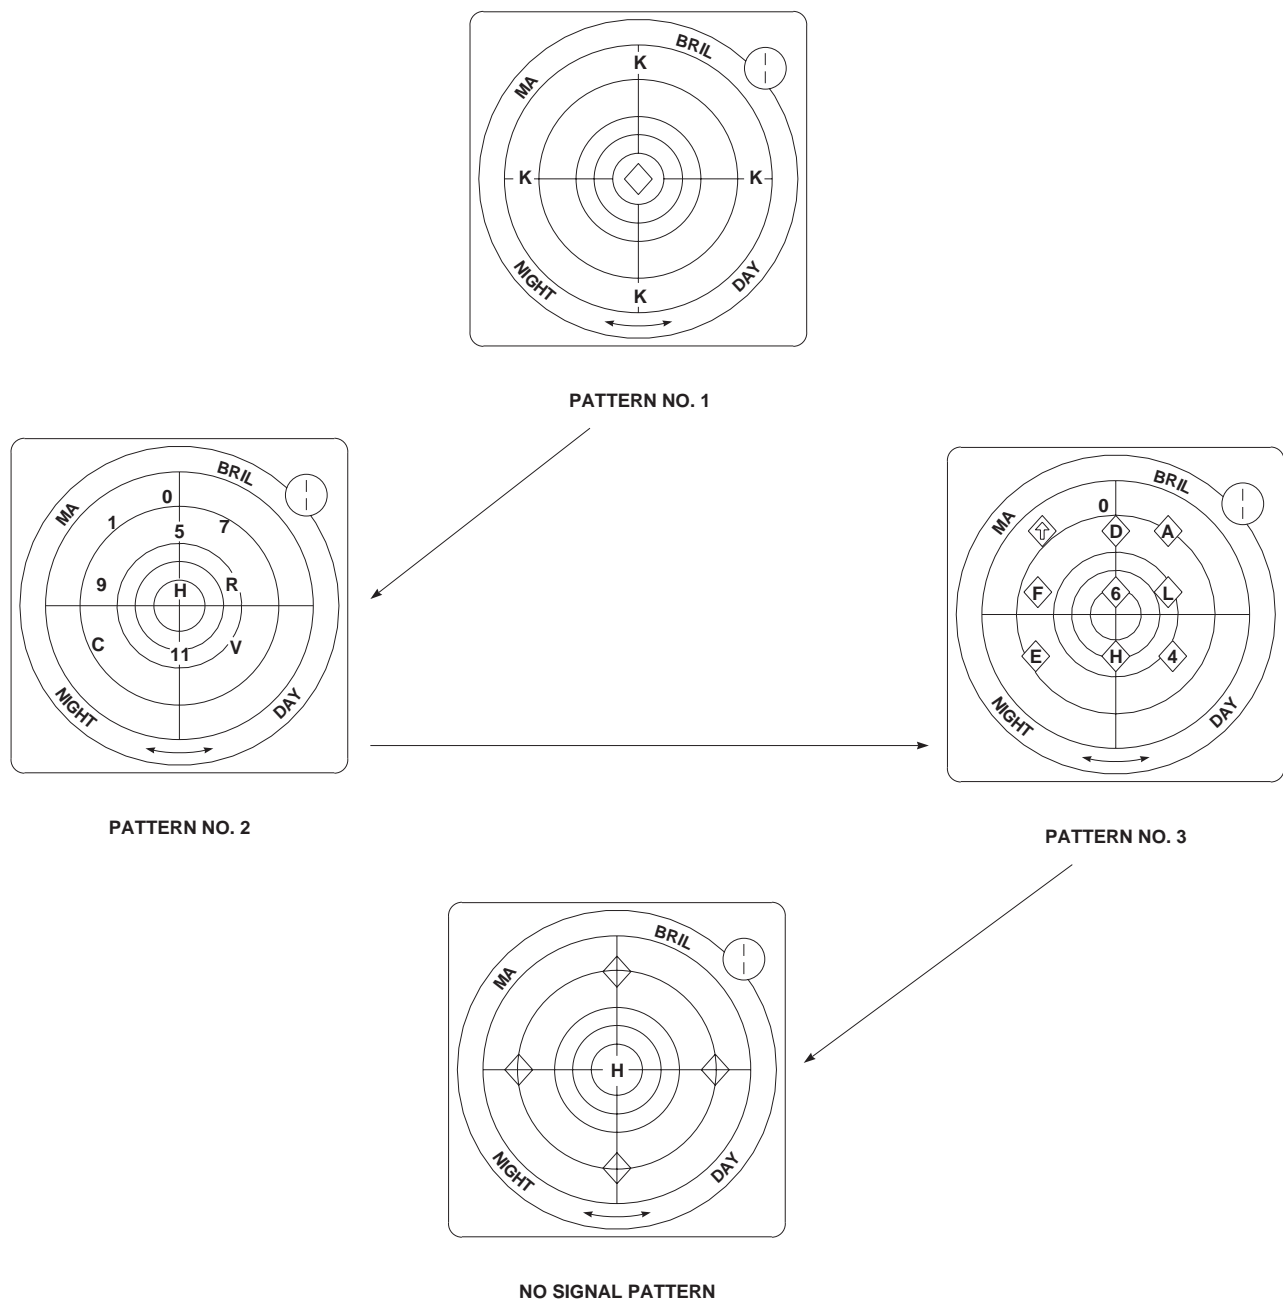 BRIL
K
MA
K K
NIGHT DAY
K
PATTERN NO. 1
BRIL
0
MA
1 7
5
9 R
H
C V
11
NIGHT DAY
PATTERN NO. 2
BRIL
0
MA
D A
F 6 L
E H 4
NIGHT DAY
PATTERN NO. 3
BRIL
MA
H
NIGHT DAY
NO SIGNAL PATTERN